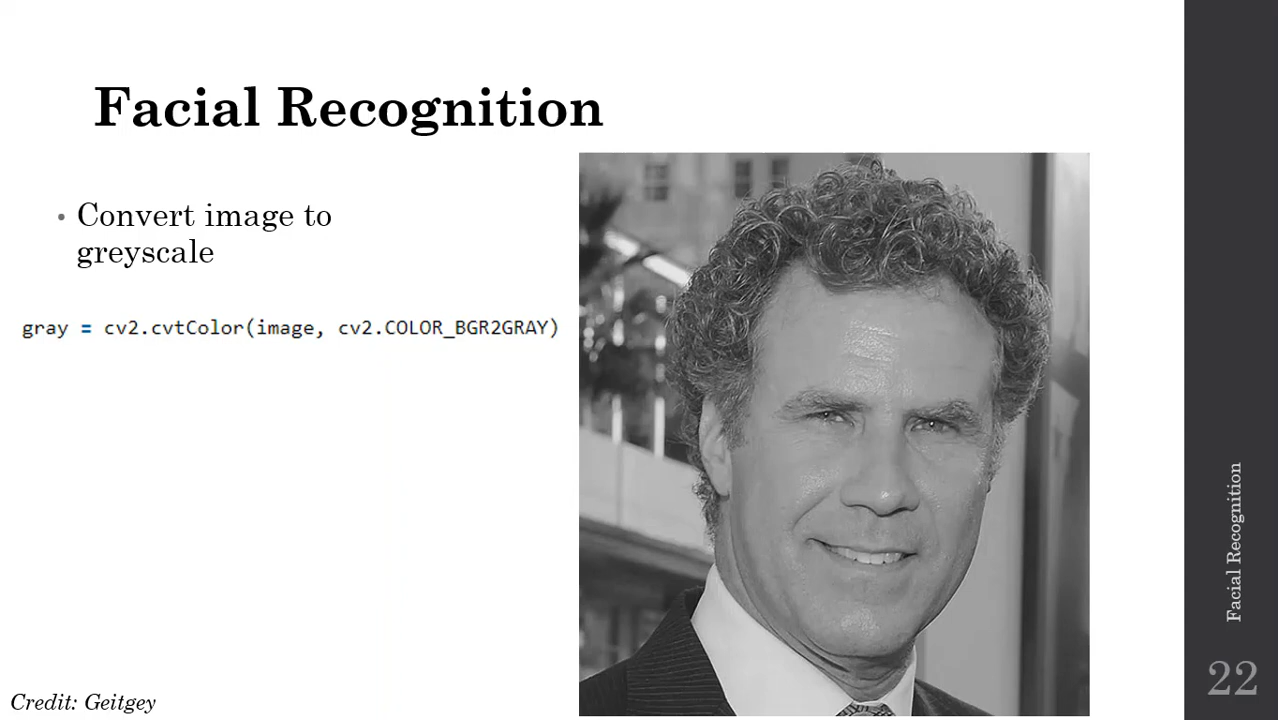 Facial Recognition
• Convert image to
greyscale
gray = cv2.cvtColor(image, cv2.COLOR_BGR2GRAY)
Credit: Geitgey
Facial Recognition
22